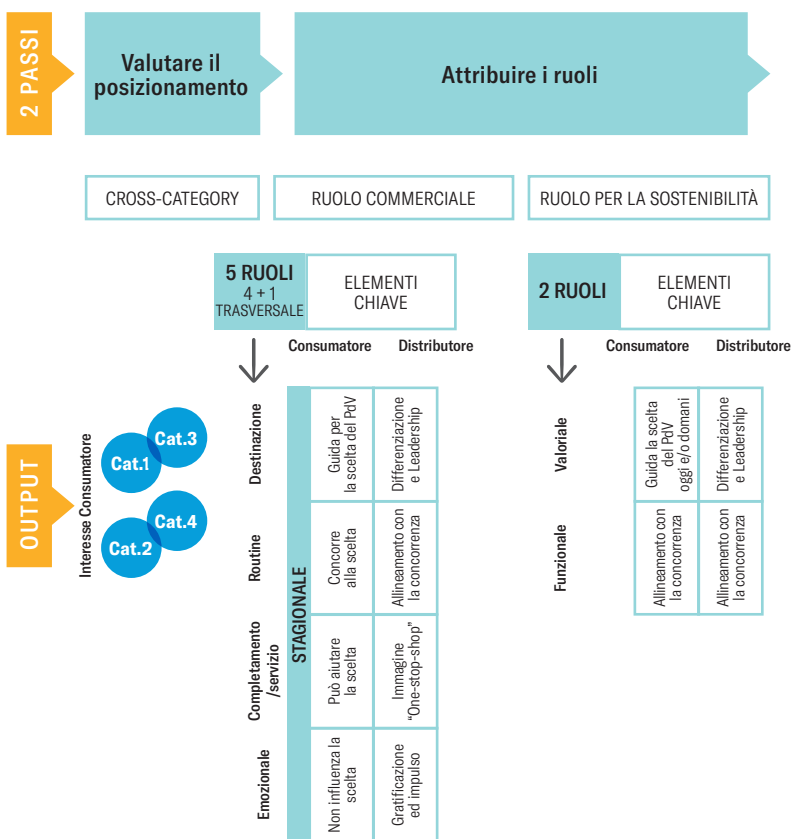 2 PASSI
Valutare il
posizionamento
Attribuire i ruoli
CROSS-CATEGORY
RUOLO COMMERCIALE
RUOLO PER LA SOSTENIBILITÀ
5 RUOLI
4 + 1
TRASVERSALE
ELEMENTI
CHIAVE
2 RUOLI
ELEMENTI
CHIAVE
Consumatore
Distributore
Consumatore
Distributore
OUTPUT
Interesse Consumatore
Cat.1
Cat.3
Cat.2
Cat.4
STAGIONALE
Destinazione
Guida per
la scelta del PdV
Differenziazione
e Leadership
Routine
Concorre
alla scelta
Allineamento con
la concorrenza
Completamento
/servizio
Può aiutare
la scelta
Immagine
“One-stop-shop”
Emozionale
Non influenza la
scelta
Gratificazione
ed impulso
Valoriale
Guida la scelta
del PdV
oggi e/o domani
Differenziazione
e Leadership
Funzionale
Allineamento con
la concorrenza
Allineamento con
la concorrenza